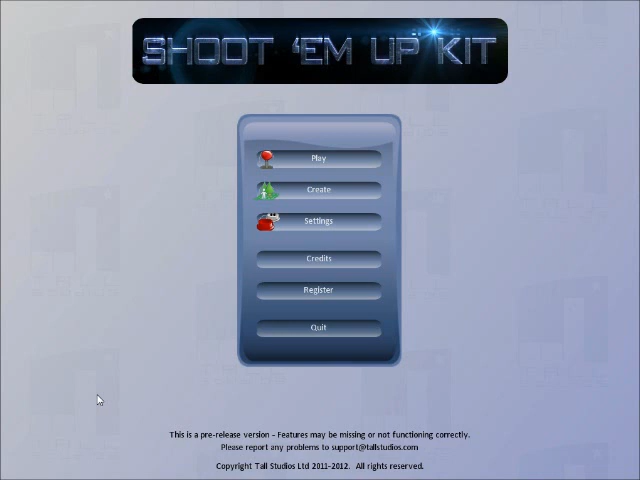 SHOOT 'EM UP KIT
Play
Create
Settings
Credits
Register
Quit
This is a pre-release version - Features may be missing or not functioning correctly.
Please report any problems to support@tallstudios.com
Copyright Tall Studios Ltd 2011-2012.  All rights reserved.